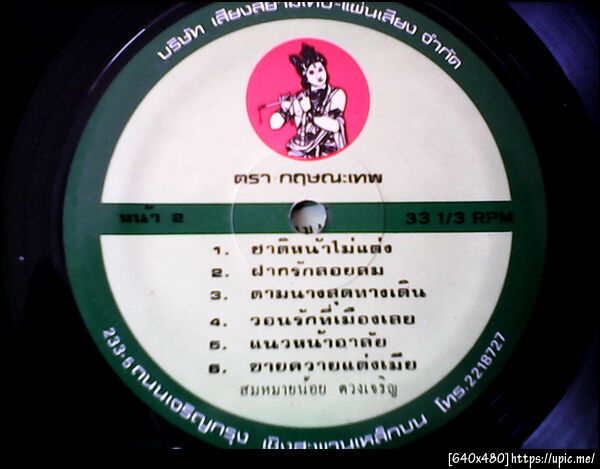 บริษัท เสียงสยามเทป-แผ่นเสียง จำกัด
ตรา กฤษณะเทพ
หน้า 2
33 1/3 RPM
1. ชาติหน้าไม่แต่ง
2. ฝากรักลอยลม
3. ตามนางสุดทางเดิน
4. วอนรักที่เมืองเลย
5. แนวหน้าอาลัย
6. ขายควายแต่งเมีย
สมหมายน้อย ดวงเจริญ
233-5 ถนนเจริญกรุง เชิงสะพานเหล็กบน โทร.2218727
[640x480]https://upic.me/